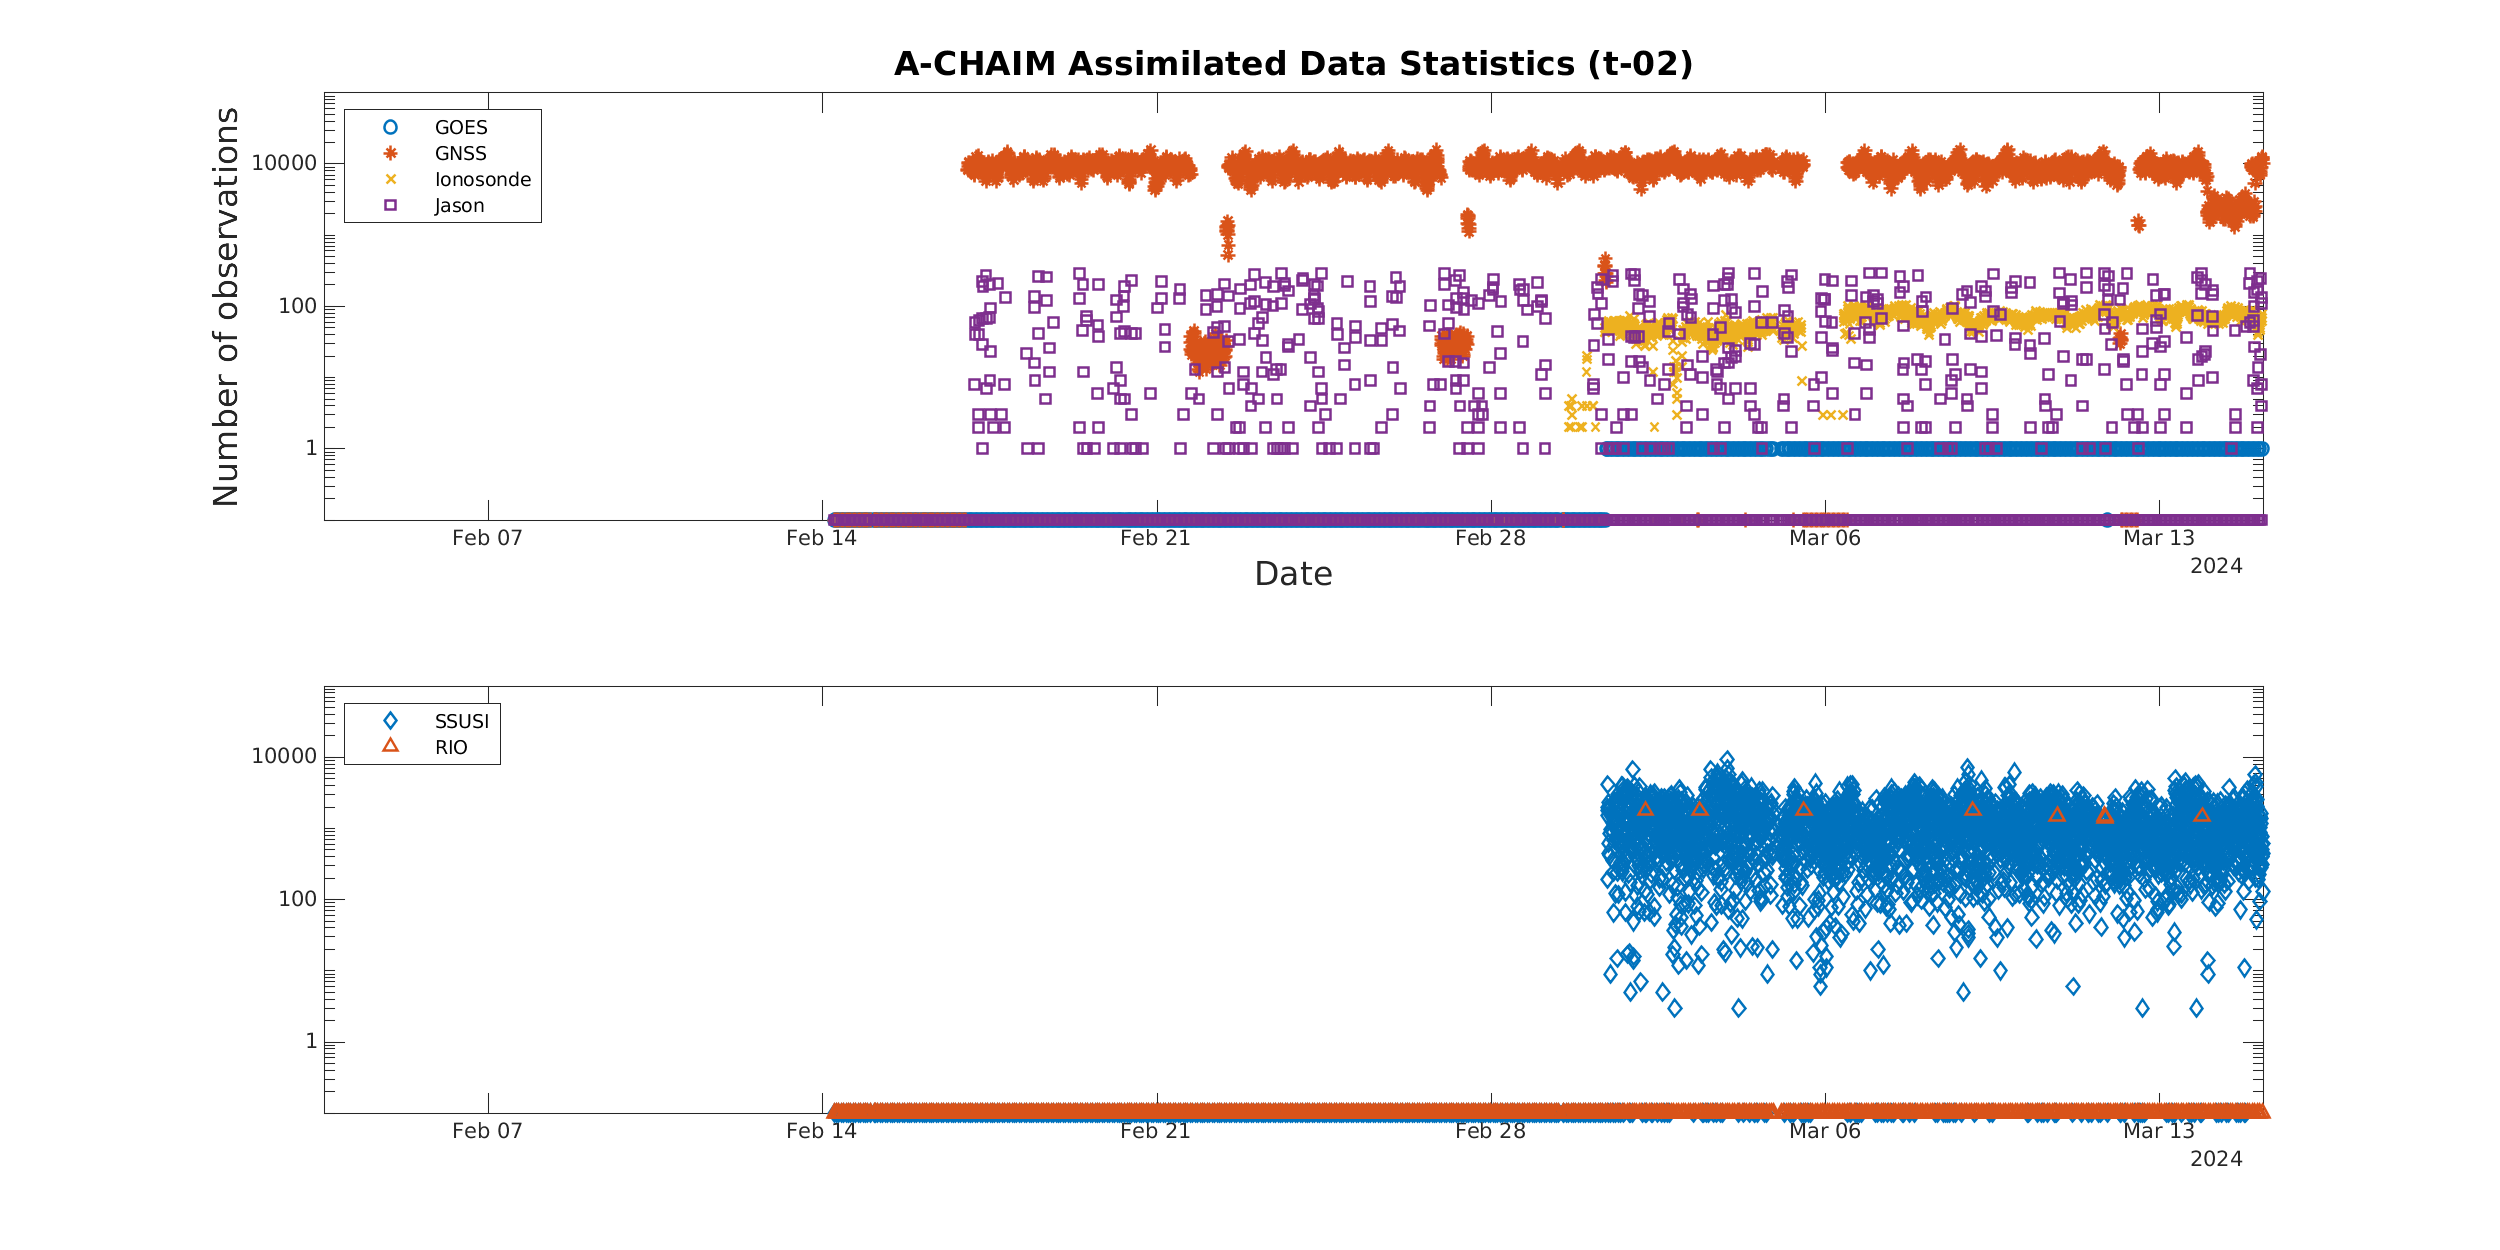 A-CHAIM Assimilated Data Statistics (t-02)
Number of observations
10000
100
1
GOES
GNSS
Ionosonde
Jason
Feb 07
Feb 14
Feb 21
Feb 28
Mar 06
Mar 13
2024
Date
10000
100
1
SSUSI
RIO
Feb 07
Feb 14
Feb 21
Feb 28
Mar 06
Mar 13
2024